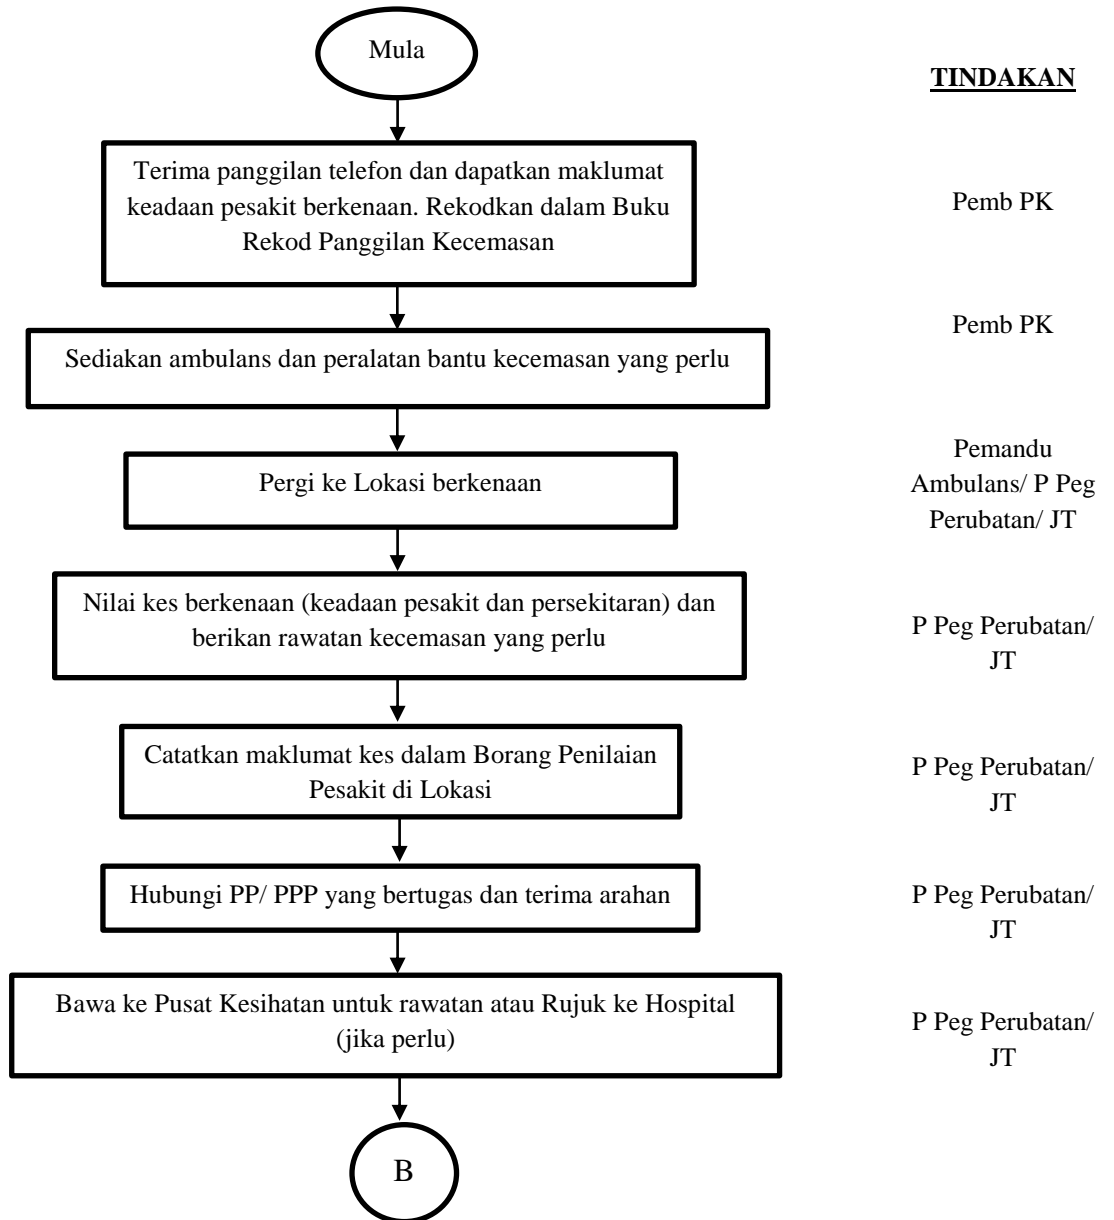 Mula
TINDAKAN
Terima panggilan telefon dan dapatkan maklumat
keadaan pesakit berkenaan. Rekodkan dalam Buku
Rekod Panggilan Kecemasan
Pemb PK
Sediakan ambulans dan peralatan bantu kecemasan yang perlu
Pemb PK
Pergi ke Lokasi berkenaan
Pemandu
Ambulans/ P Peg
Perubatan/ JT
Nilai kes berkenaan (keadaan pesakit dan persekitaran) dan
berikan rawatan kecemasan yang perlu
P Peg Perubatan/
JT
Catatkan maklumat kes dalam Borang Penilaian
Pesakit di Lokasi
P Peg Perubatan/
JT
Hubungi PP/ PPP yang bertugas dan terima arahan
P Peg Perubatan/
JT
Bawa ke Pusat Kesihatan untuk rawatan atau Rujuk ke Hospital
(jika perlu)
P Peg Perubatan/
JT
B